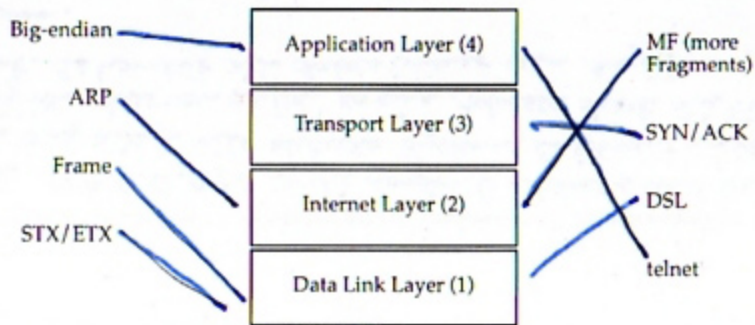 Big-endian
ARP
Frame
STX/ETX
Application Layer (4)
Transport Layer (3)
Internet Layer (2)
Data Link Layer (1)
MF (more
Fragments)
SYN/ACK
DSL
telnet